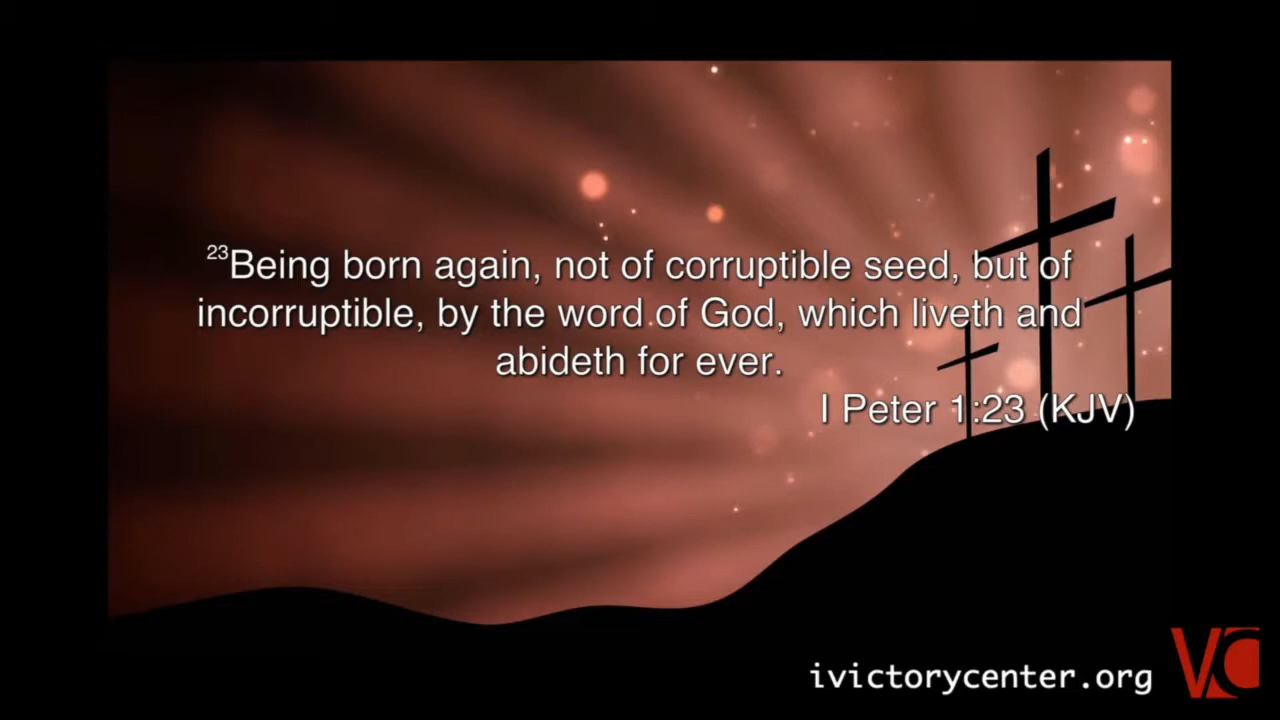 ²³Being born again, not of corruptible seed, but of
incorruptible, by the word of God, which liveth and
abideth for ever.
I Peter 1:23 (KJV)
ivictorycenter.org
VC